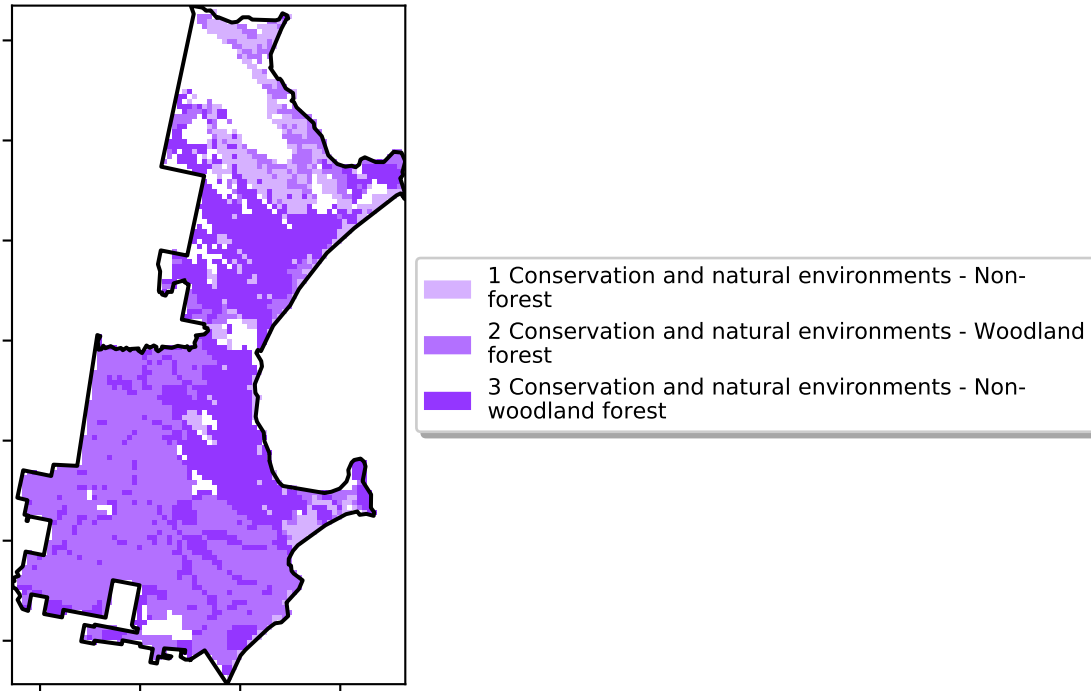 1 Conservation and natural environments - Non-
forest
2 Conservation and natural environments - Woodland
forest
3 Conservation and natural environments - Non-
woodland forest